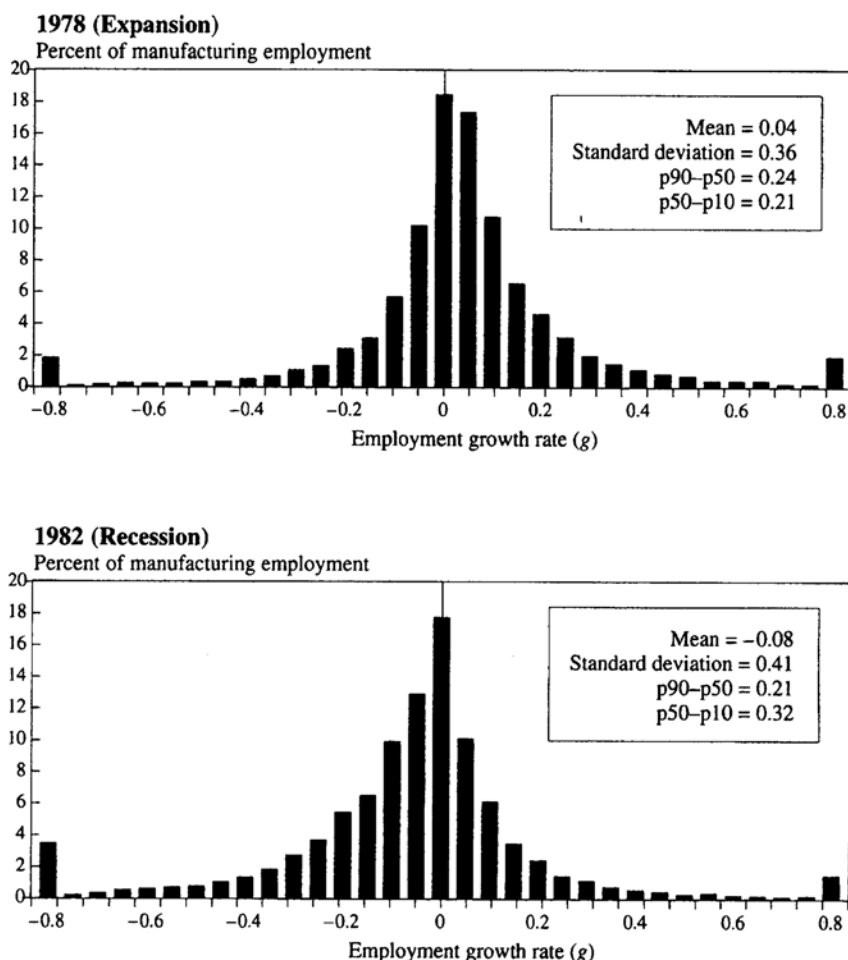 1978 (Expansion)
Percent of manufacturing employment
20
18
16
14
12
10
8
6
4
2
0
Mean = 0.04
Standard deviation = 0.36
p90–p50 = 0.24
p50–p10 = 0.21
−0.8 −0.6 −0.4 −0.2 0 0.2 0.4 0.6 0.8
Employment growth rate (g)
1982 (Recession)
Percent of manufacturing employment
20
18
16
14
12
10
8
6
4
2
0
Mean = −0.08
Standard deviation = 0.41
p90–p50 = 0.21
p50–p10 = 0.32
−0.8 −0.6 −0.4 −0.2 0 0.2 0.4 0.6 0.8
Employment growth rate (g)